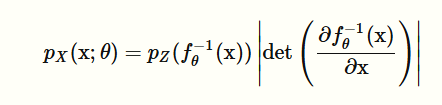 p_X(x; θ) = p_Z(f_θ^{-1}(x)) |det (∂f_θ^{-1}(x) / ∂x)|